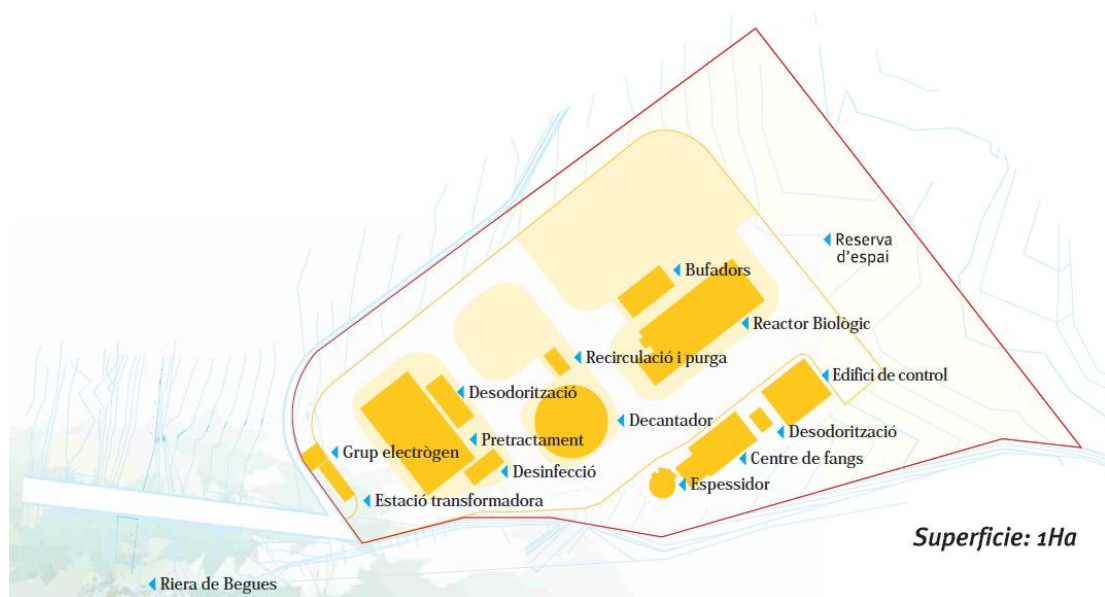 Reserva
d'espai
Bufadors
Reactor Biològic
Recirculació i purga
Edifici de control
Desodorització
Decantador
Desodorització
Pretractament
Grup electrògen
Centre de fangs
Desinfecció
Espessidor
Estació transformadora
Superficie: 1Ha
Riera de Begues